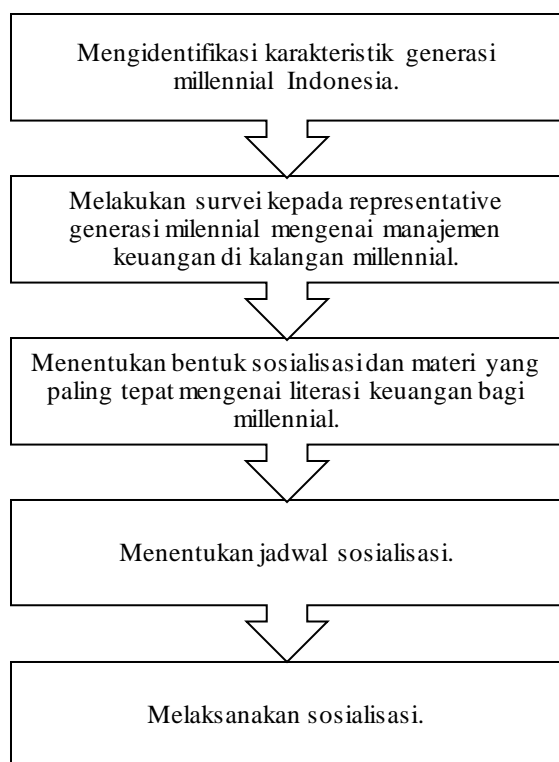 Mengidentifikasi karakteristik generasi
millennial Indonesia.
Melakukan survei kepada representative
generasi milennial mengenai manajemen
keuangan di kalangan millennial.
Menentukan bentuk sosialisasi dan materi yang
paling tepat mengenai literasi keuangan bagi
millennial.
Menentukan jadwal sosialisasi.
Melaksanakan sosialisasi.